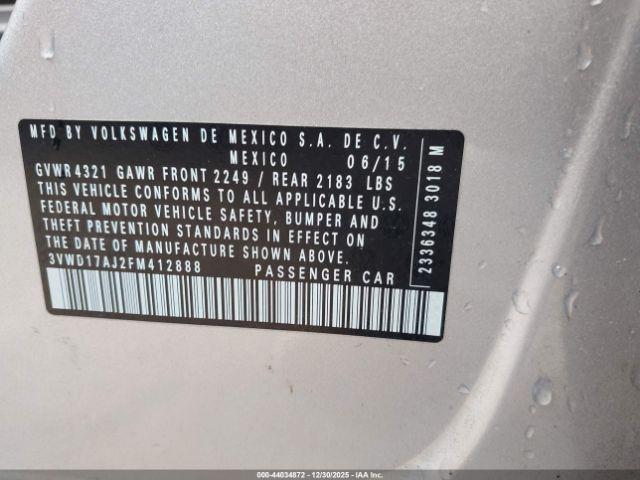 MFD BY VOLKSWAGEN DE MEXICO S.A. DE C.V.
MEXICO 06/15
GVWR 4321 GAWR FRONT 2249 / REAR 2183 LBS
THIS VEHICLE CONFORMS TO ALL APPLICABLE U.S.
FEDERAL MOTOR VEHICLE SAFETY, BUMPER AND
THEFT PREVENTION STANDARDS IN EFFECT ON
THE DATE OF MANUFACTURE SHOWN ABOVE.
3VWD17AJ2FM412888 PASSENGER CAR
2336348 3018 M
000-44034872 | 12/30/2025 - IAA Inc.